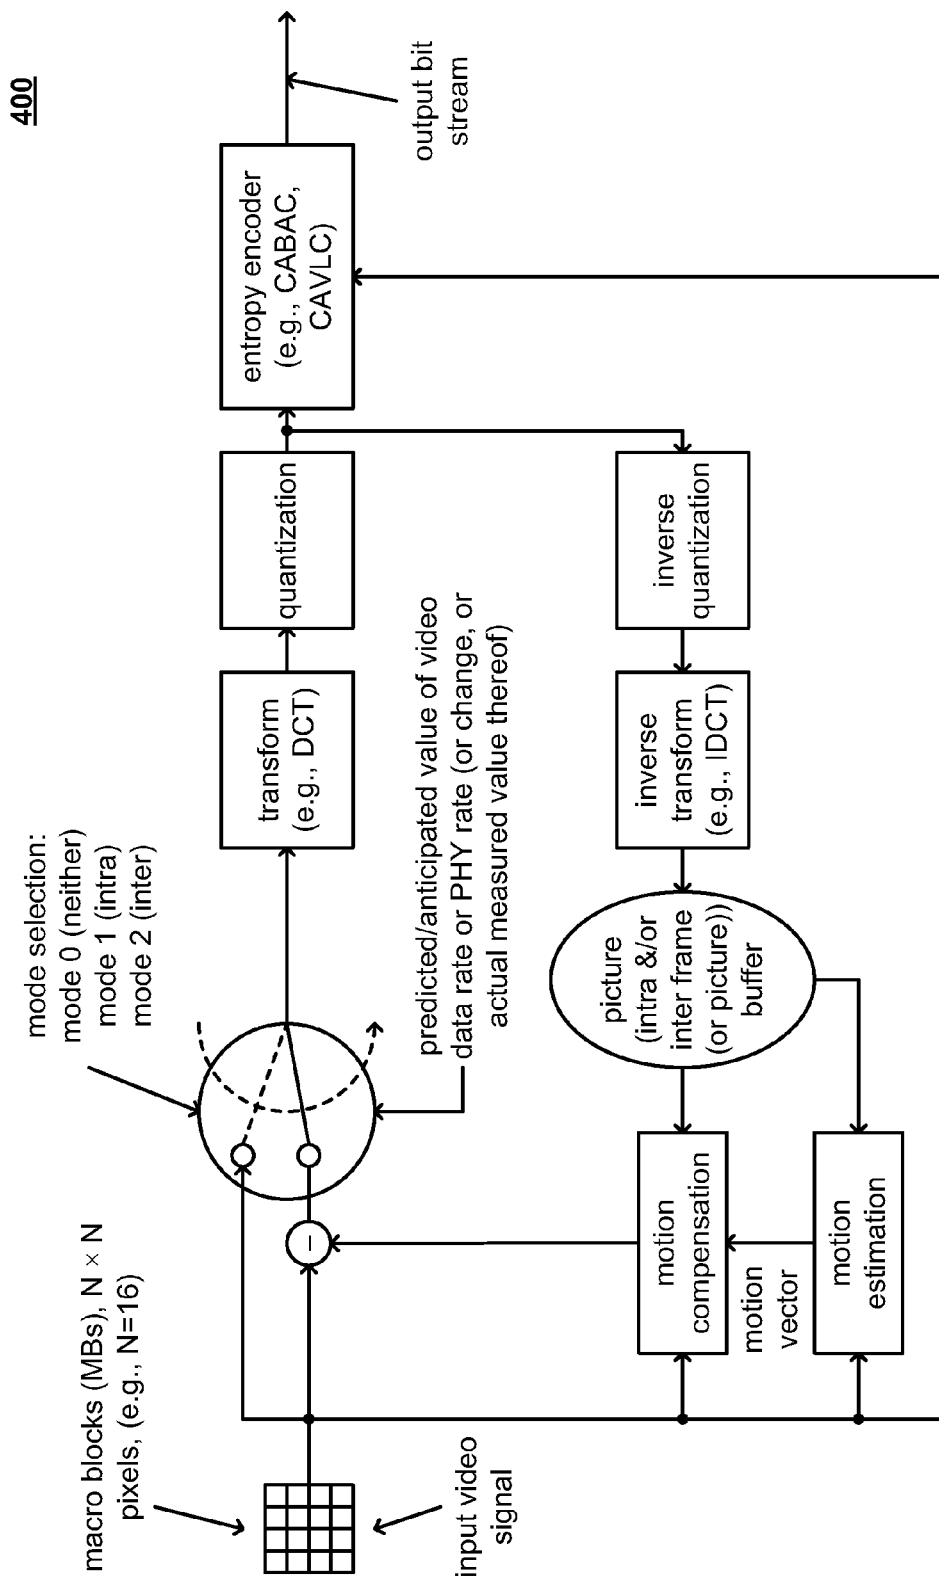 400
macro blocks (MBs), N × N
pixels, (e.g., N=16)
input video
signal
mode selection:
mode 0 (neither)
mode 1 (intra)
mode 2 (inter)
–
predicted/anticipated value of video
data rate or PHY rate (or change, or
actual measured value thereof)
transform
(e.g., DCT)
quantization
entropy encoder
(e.g., CABAC,
CAVLC)
output bit
stream
motion
compensation
motion
vector
motion
estimation
picture
(intra &/or
inter frame
(or picture))
buffer
inverse
transform
(e.g., IDCT)
inverse
quantization